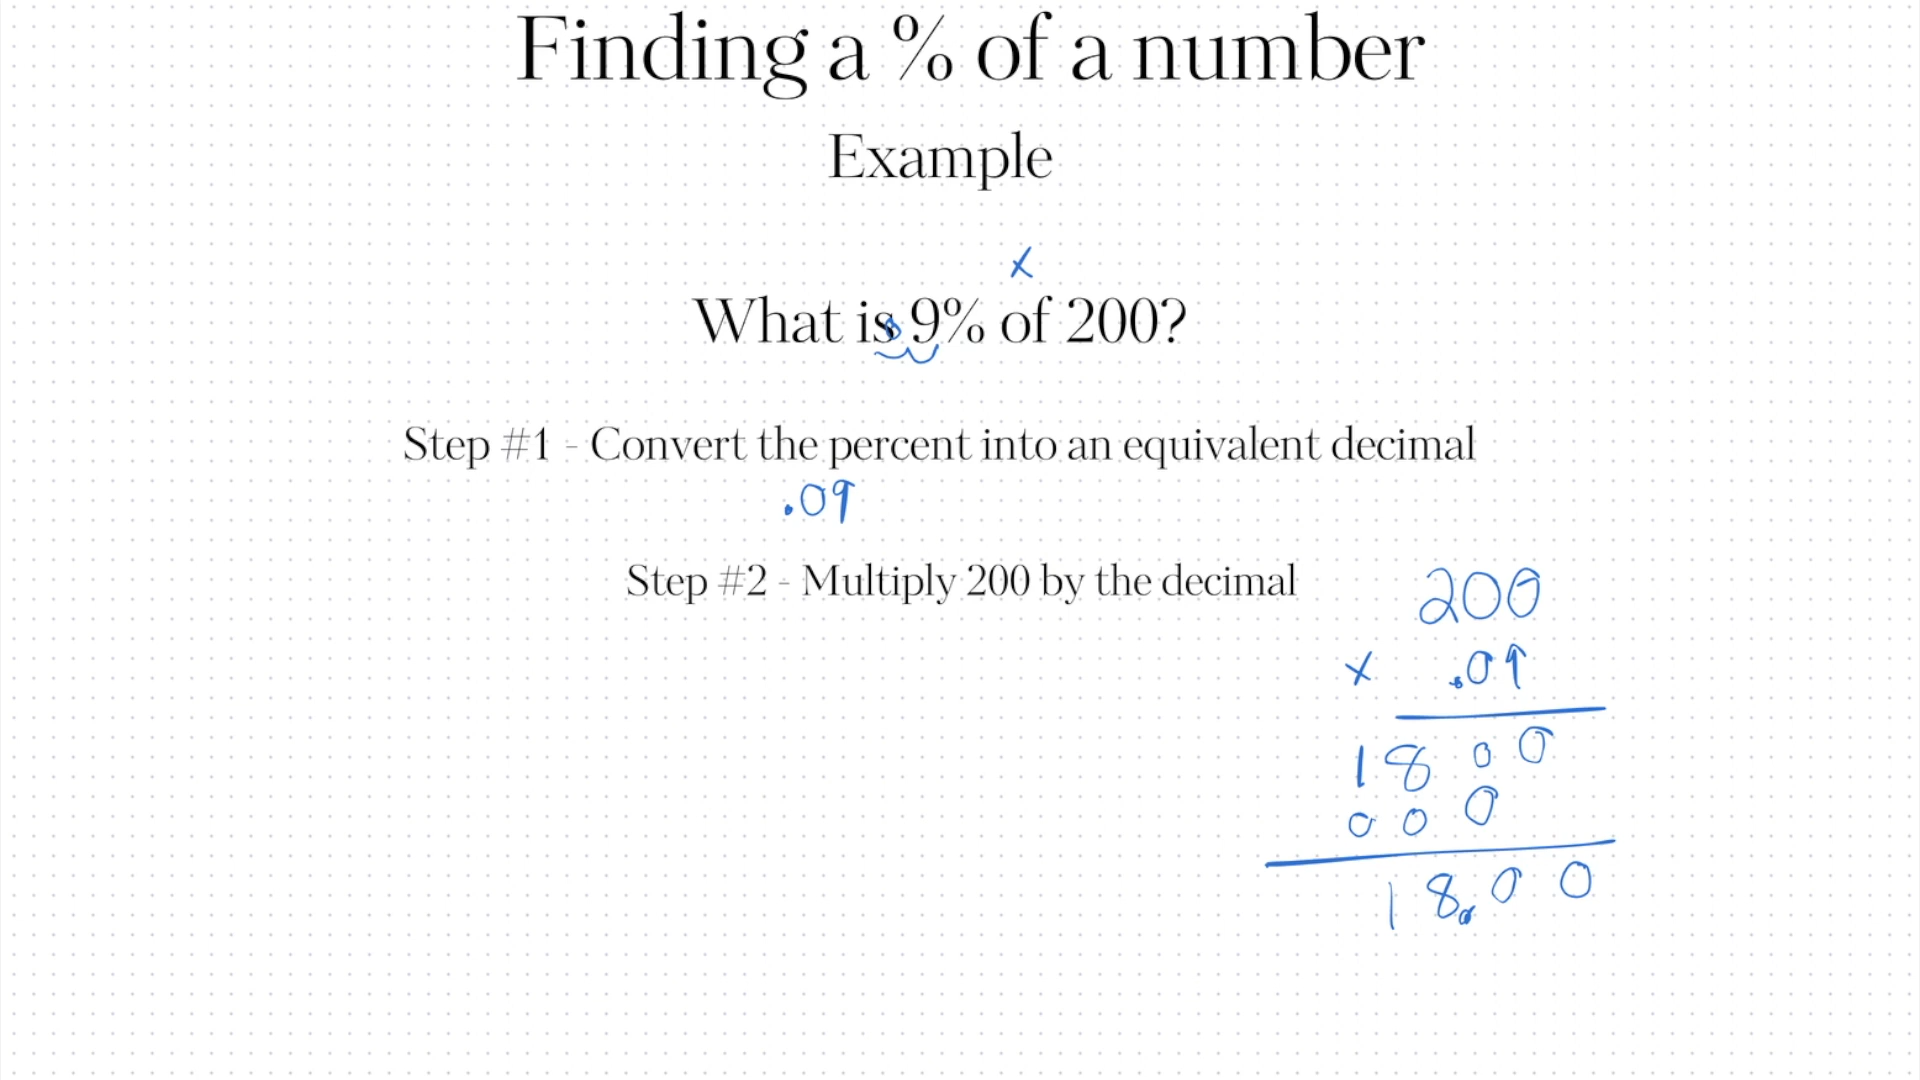 Finding a % of a number
Example
x
What is 9% of 200?
0
Step #1 - Convert the percent into an equivalent decimal
.09
Step #2 - Multiply 200 by the decimal
200
x .09
1800
000
18.00